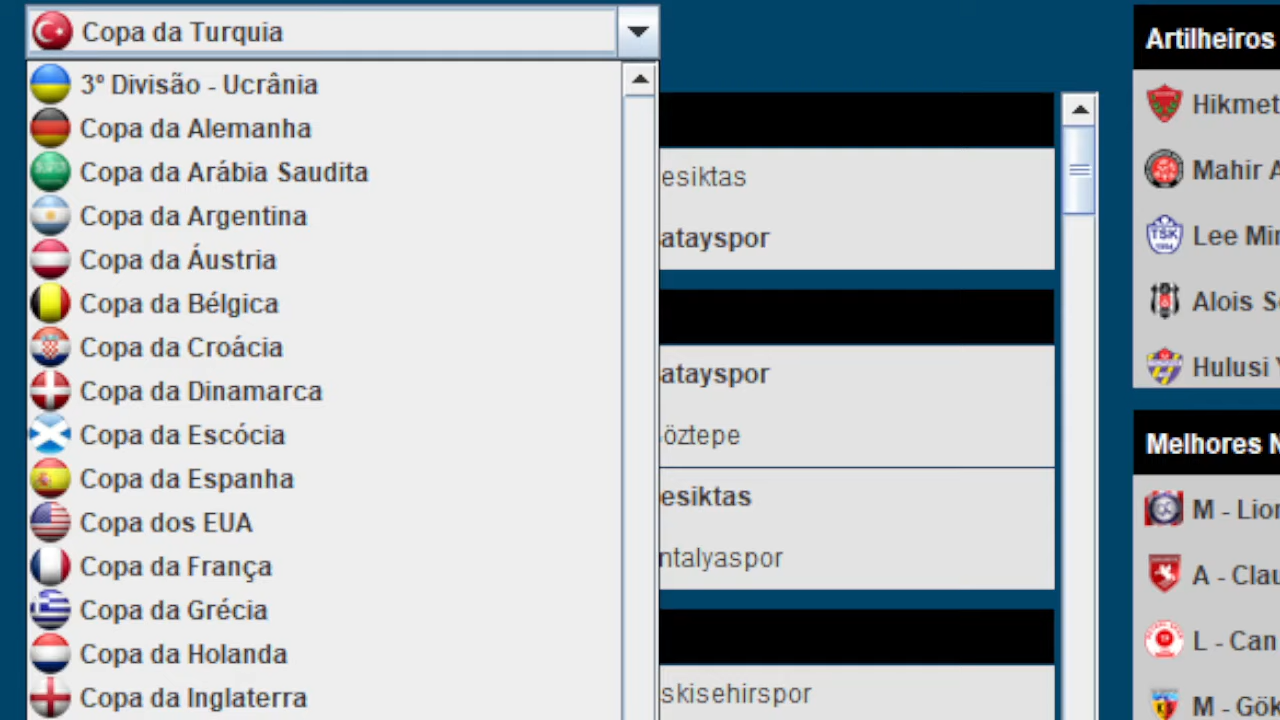 Copa da Turquia
3º Divisão - Ucrânia
Copa da Alemanha
Copa da Arábia Saudita
Copa da Argentina
Copa da Áustria
Copa da Bélgica
Copa da Croácia
Copa da Dinamarca
Copa da Escócia
Copa da Espanha
Copa dos EUA
Copa da França
Copa da Grécia
Copa da Holanda
Copa da Inglaterra
esiktas
atayspor
atayspor
öztepe
esiktas
ntalyaspor
skisehirspor
Artilheiros
Hikmet
Mahir A
Lee Min
Alois S
Hulusi Y
Melhores N
M - Lion
A - Clau
L - Can
M - Gök